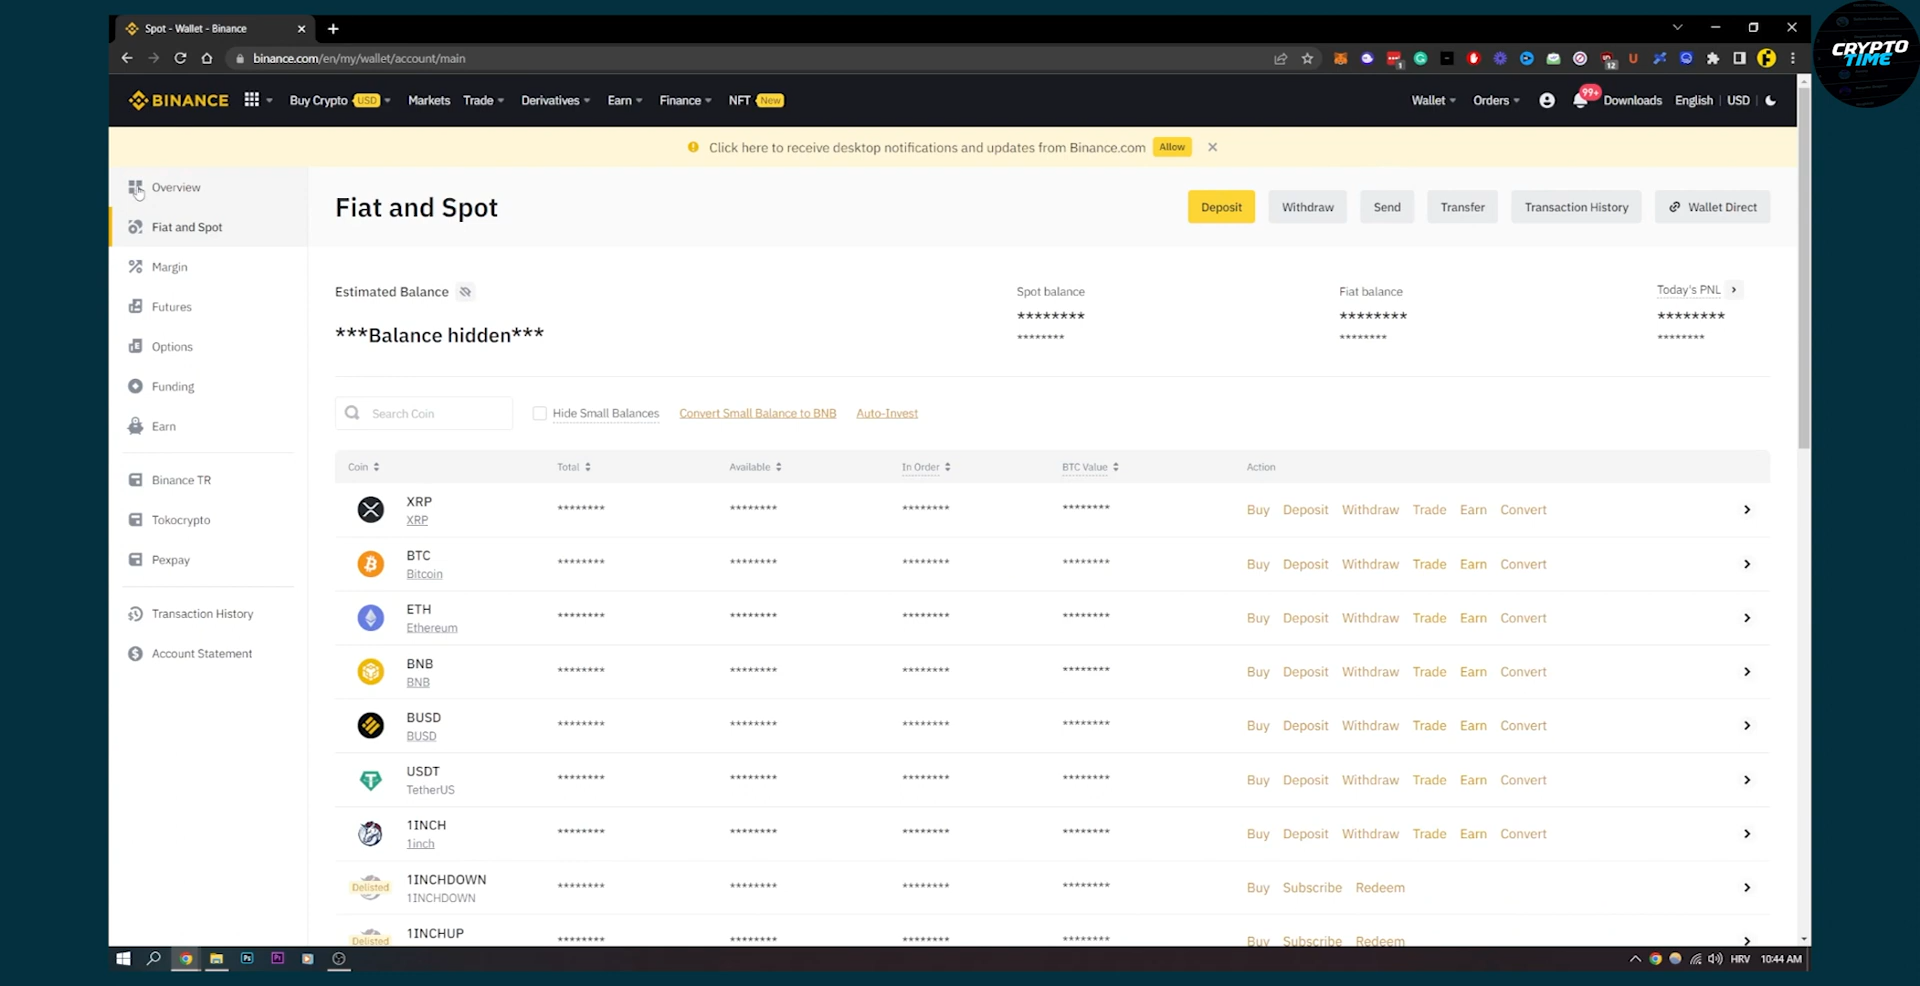 Spot - Wallet - Binance
binance.com/en/my/wallet/account/main
CRYPTO
TIME
BINANCE Buy Crypto USD Markets Trade Derivatives Earn Finance NFT New Wallet Orders 99+ Downloads English USD
Click here to receive desktop notifications and updates from Binance.com Allow
Overview
Fiat and Spot
Margin
Futures
Options
Funding
Earn
Binance TR
Tokocrypto
Pexpay
Transaction History
Account Statement
Fiat and Spot
Deposit Withdraw Send Transfer Transaction History Wallet Direct
Estimated Balance Spot balance Fiat balance Today's PNL
***Balance hidden*** ******** ******** ********
******** ******** ********
Search Coin Hide Small Balances Convert Small Balance to BNB Auto-Invest
Coin Total Available In Order BTC Value Action
XRP
XRP
******** ******** ******** ******** Buy Deposit Withdraw Trade Earn Convert
BTC
Bitcoin
******** ******** ******** ******** Buy Deposit Withdraw Trade Earn Convert
ETH
Ethereum
******** ******** ******** ******** Buy Deposit Withdraw Trade Earn Convert
BNB
BNB
******** ******** ******** ******** Buy Deposit Withdraw Trade Earn Convert
BUSD
BUSD
******** ******** ******** ******** Buy Deposit Withdraw Trade Earn Convert
USDT
TetherUS
******** ******** ******** ******** Buy Deposit Withdraw Trade Earn Convert
1INCH
1inch
******** ******** ******** ******** Buy Deposit Withdraw Trade Earn Convert
Delisted
1INCHDOWN
1INCHDOWN
******** ******** ******** ******** Buy Subscribe Redeem
Delisted
1INCHUP
******** ******** ******** ******** Buy Subscribe Redeem
HRV 10:44 AM